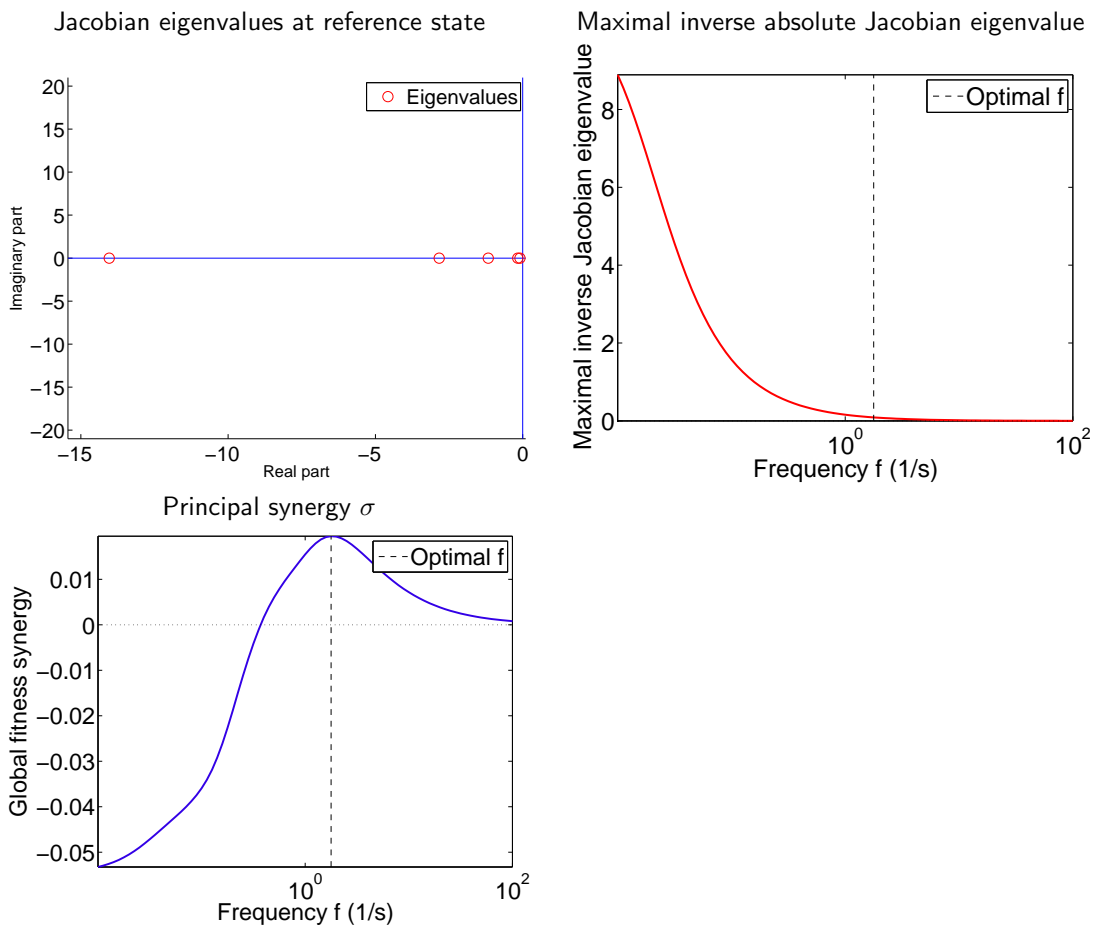 Jacobian eigenvalues at reference state
20
15
10
5
0
−5
−10
−15
−20
Imaginary part
Eigenvalues
−15
−10
−5
0
Real part
Maximal inverse absolute Jacobian eigenvalue
8
6
4
2
0
Maximal inverse Jacobian eigenvalue
Optimal f
10^0
10^2
Frequency f (1/s)
Principal synergy σ
0.01
0
−0.01
−0.02
−0.03
−0.04
−0.05
Global fitness synergy
Optimal f
10^0
10^2
Frequency f (1/s)